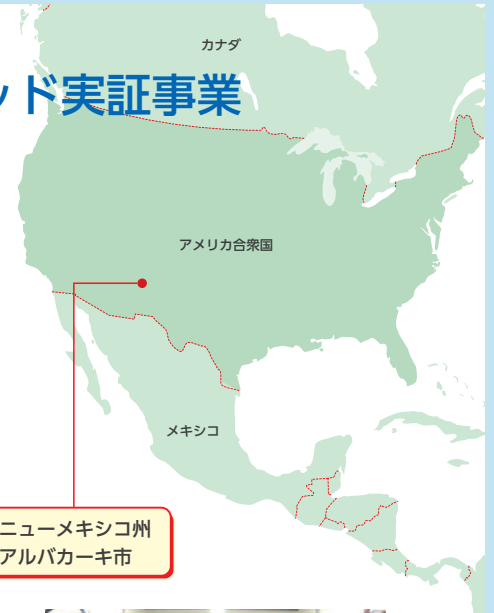 カナダ
ッド実証事業
アメリカ合衆国
メキシコ
ニューメキシコ州
アルバカーキ市